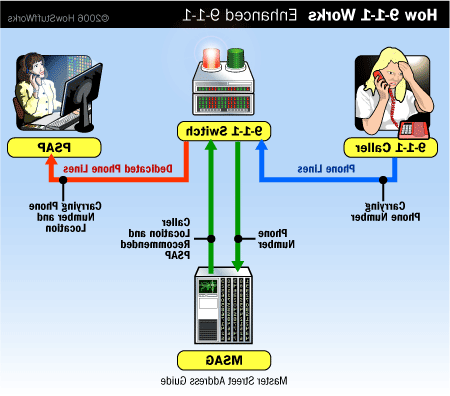 How 9-1-1 Works Enhanced 9-1-1 ©2006 HowStuffWorks
9-1-1 Caller
9-1-1 Switch
PSAP
Phone Lines
Dedicated Phone Lines
Carrying
Phone Number
Phone
Number
Caller
Location and
Recommended
PSAP
Carrying Phone
Number and
Location
MSAG
Master Street Address Guide